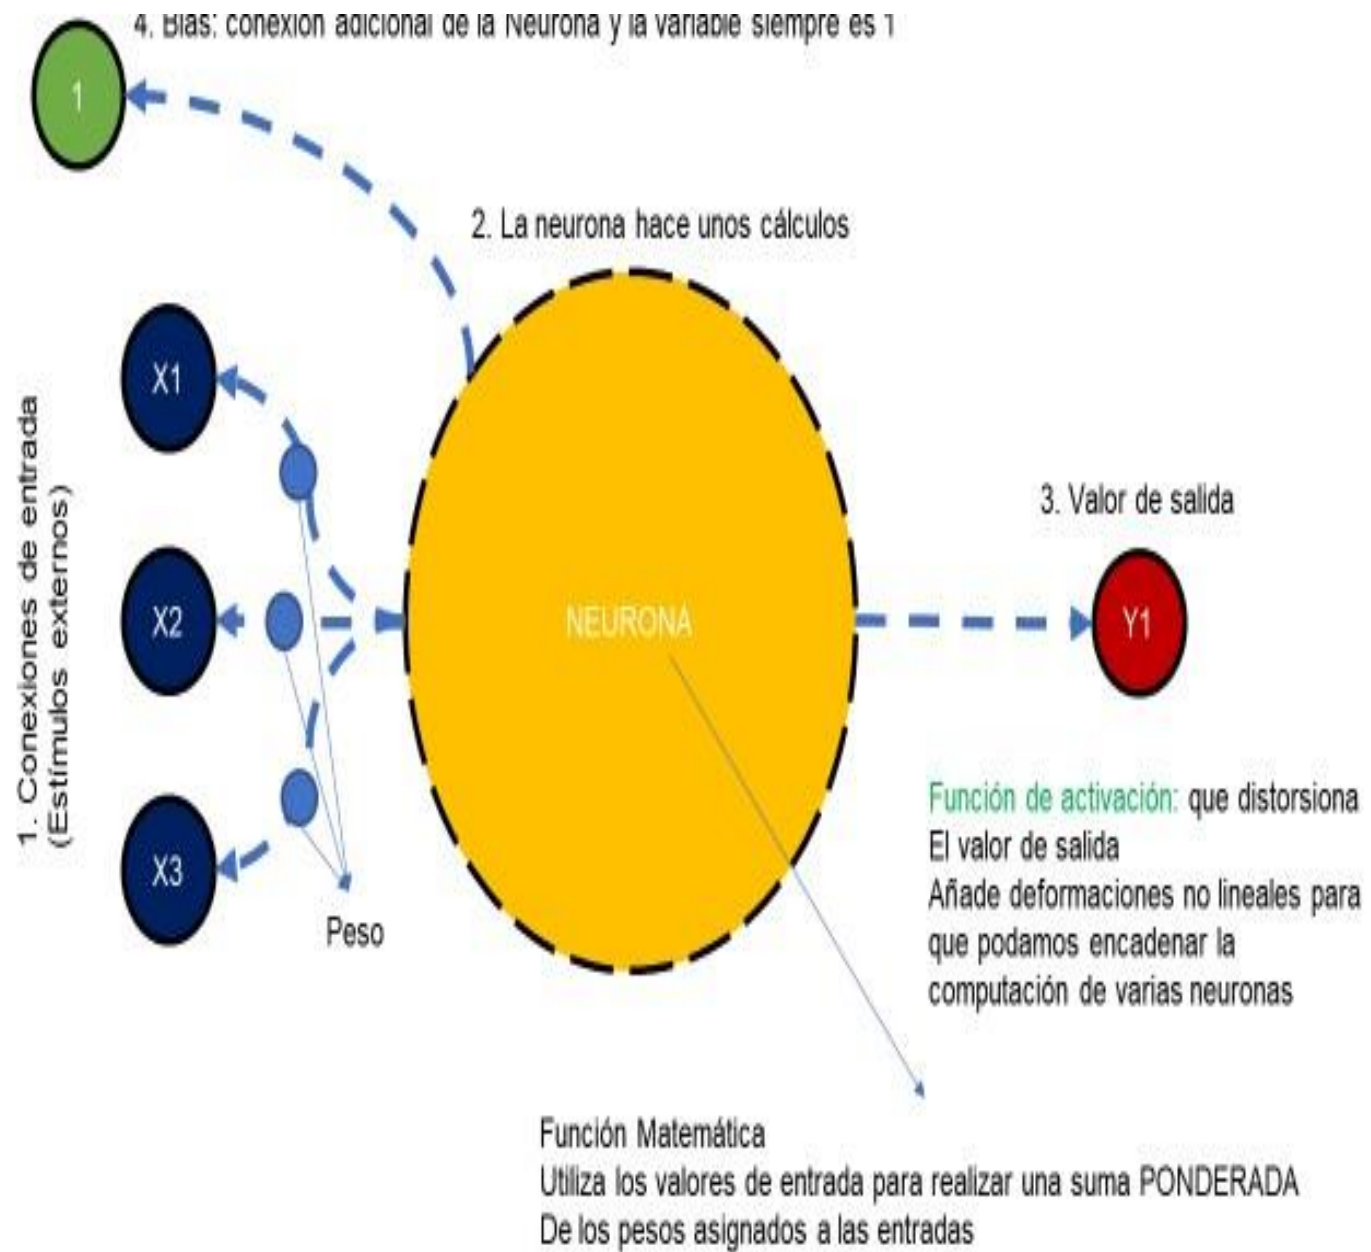 4. Bias: conexión adicional de la Neurona y la variable siempre es 1
1
2. La neurona hace unos cálculos
X1
1. Conexiones de entrada
(Estímulos externos)
3. Valor de salida
X2
NEURONA
Y1
X3
Peso
Función de activación: que distorsiona
El valor de salida
Añade deformaciones no lineales para
que podamos encadenar la
computación de varias neuronas
Función Matemática
Utiliza los valores de entrada para realizar una suma PONDERADA
De los pesos asignados a las entradas